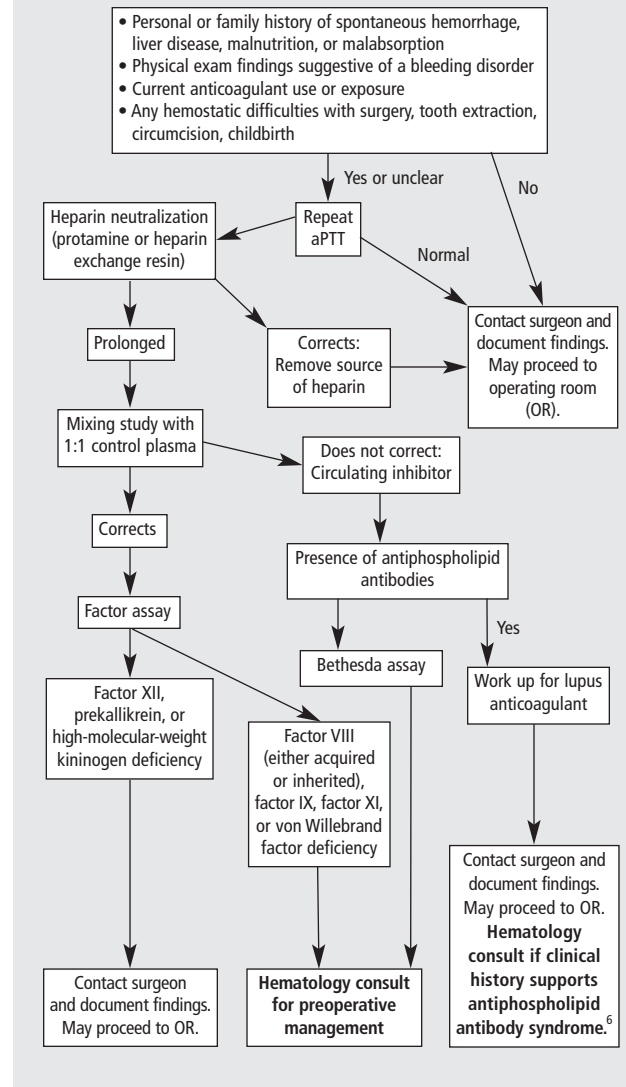 • Personal or family history of spontaneous hemorrhage,
liver disease, malnutrition, or malabsorption
• Physical exam findings suggestive of a bleeding disorder
• Current anticoagulant use or exposure
• Any hemostatic difficulties with surgery, tooth extraction,
circumcision, childbirth
Yes or unclear
No
Heparin neutralization
(protamine or heparin
exchange resin)
Repeat
aPTT
Normal
Prolonged
Corrects:
Remove source
of heparin
Contact surgeon and
document findings.
May proceed to
operating room
(OR).
Mixing study with
1:1 control plasma
Does not correct:
Circulating inhibitor
Corrects
Presence of antiphospholipid
antibodies
Factor assay
Yes
Bethesda assay
Work up for lupus
anticoagulant
Factor XII,
prekallikrein, or
high-molecular-weight
kininogen deficiency
Factor VIII
(either acquired
or inherited),
factor IX, factor XI,
or von Willebrand
factor deficiency
Contact surgeon and
document findings.
May proceed to OR.
Hematology
consult if clinical
history supports
antiphospholipid
antibody syndrome.6
Contact surgeon
and document findings.
May proceed to OR.
Hematology consult
for preoperative
management